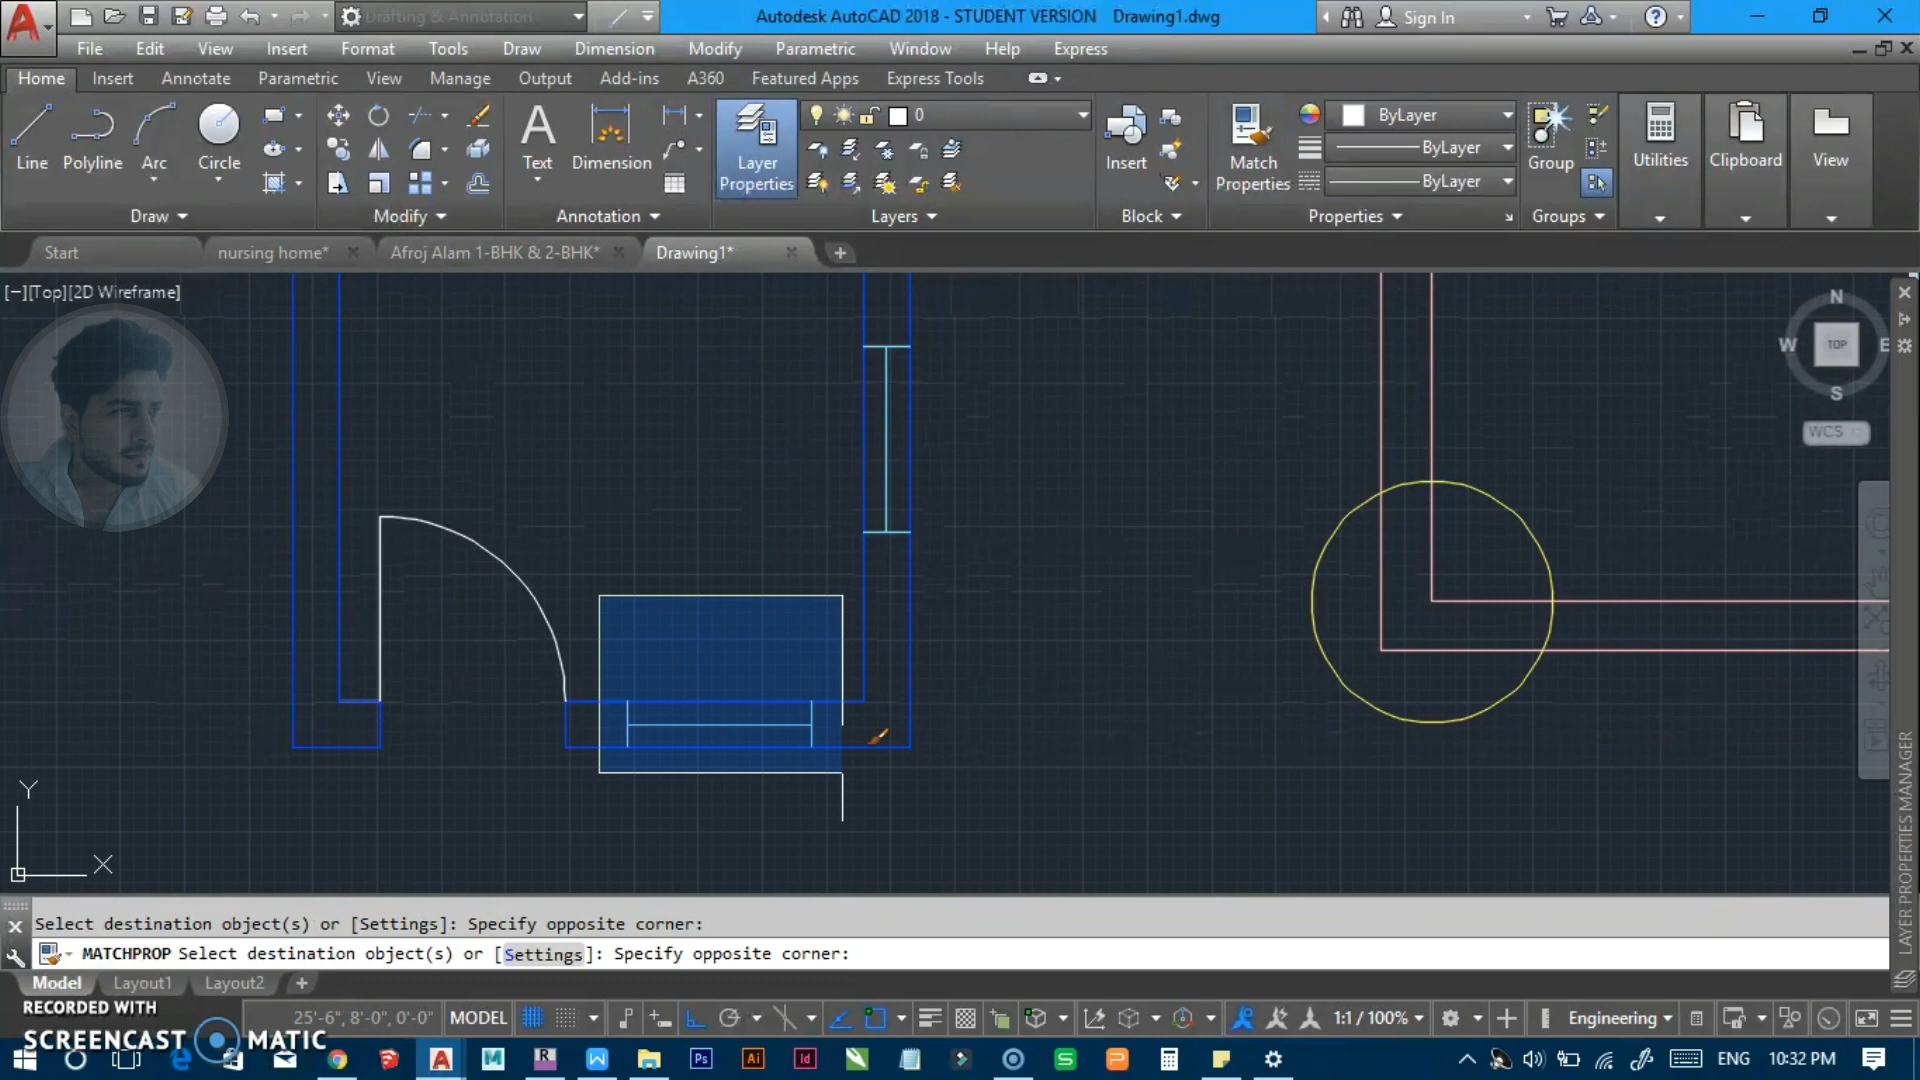 Drafting & Annotation
Autodesk AutoCAD 2018 - STUDENT VERSION Drawing1.dwg
Sign In
File Edit View Insert Format Tools Draw Dimension Modify Parametric Window Help Express
Home Insert Annotate Parametric View Manage Output Add-ins A360 Featured Apps Express Tools
0
ByLayer
ByLayer
ByLayer
Line Polyline Arc Circle
Text Dimension
Layer Properties
Insert
Match Properties
Group
Utilities Clipboard View
Draw Modify Annotation Layers Block Properties Groups
Start nursing home* Afroj Alam 1-BHK & 2-BHK* Drawing1*
[−][Top][2D Wireframe]
N
W TOP E
S
WCS
Y
X
LAYER PROPERTIES MANAGER
Select destination object(s) or [Settings]: Specify opposite corner:
MATCHPROP Select destination object(s) or [Settings]: Specify opposite corner:
Model Layout1 Layout2
RECORDED WITH
SCREENCAST MATIC
25'-6", 8'-0", 0'-0" MODEL 1:1 / 100% Engineering
Ps Ai Id
ENG 10:32 PM